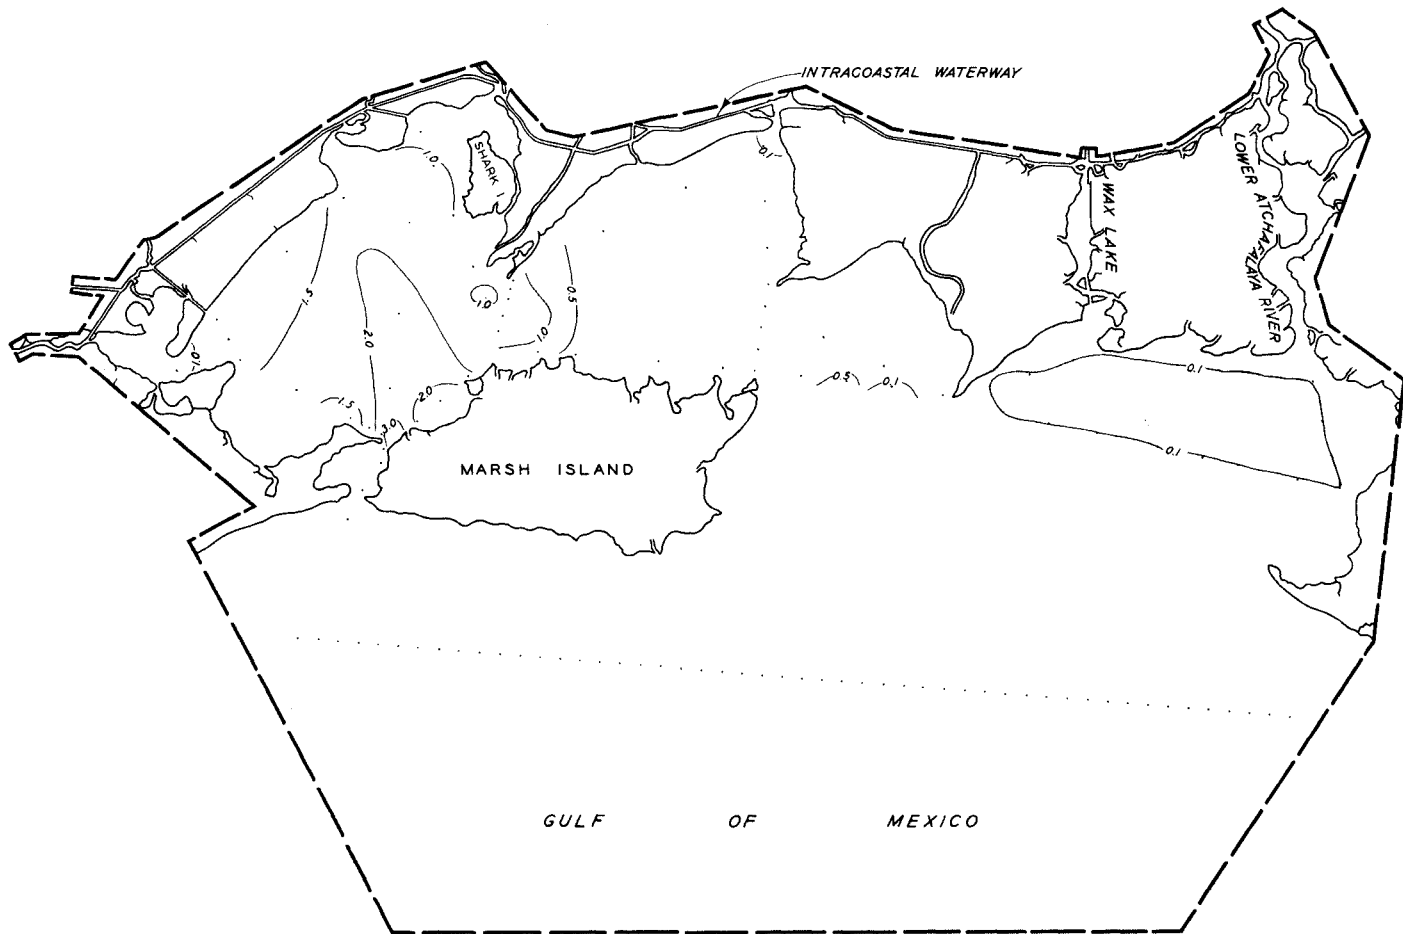 INTRACOASTAL WATERWAY
0.1
1.0
SHARK I.
LOWER ATCHAFALAYA RIVER
WAX LAKE
1.5
1.0
0.5
2.0
1.0
1.0
0.1
0.5
0.1
2.0
1.5
3.0
0.1
MARSH ISLAND
GULF OF MEXICO